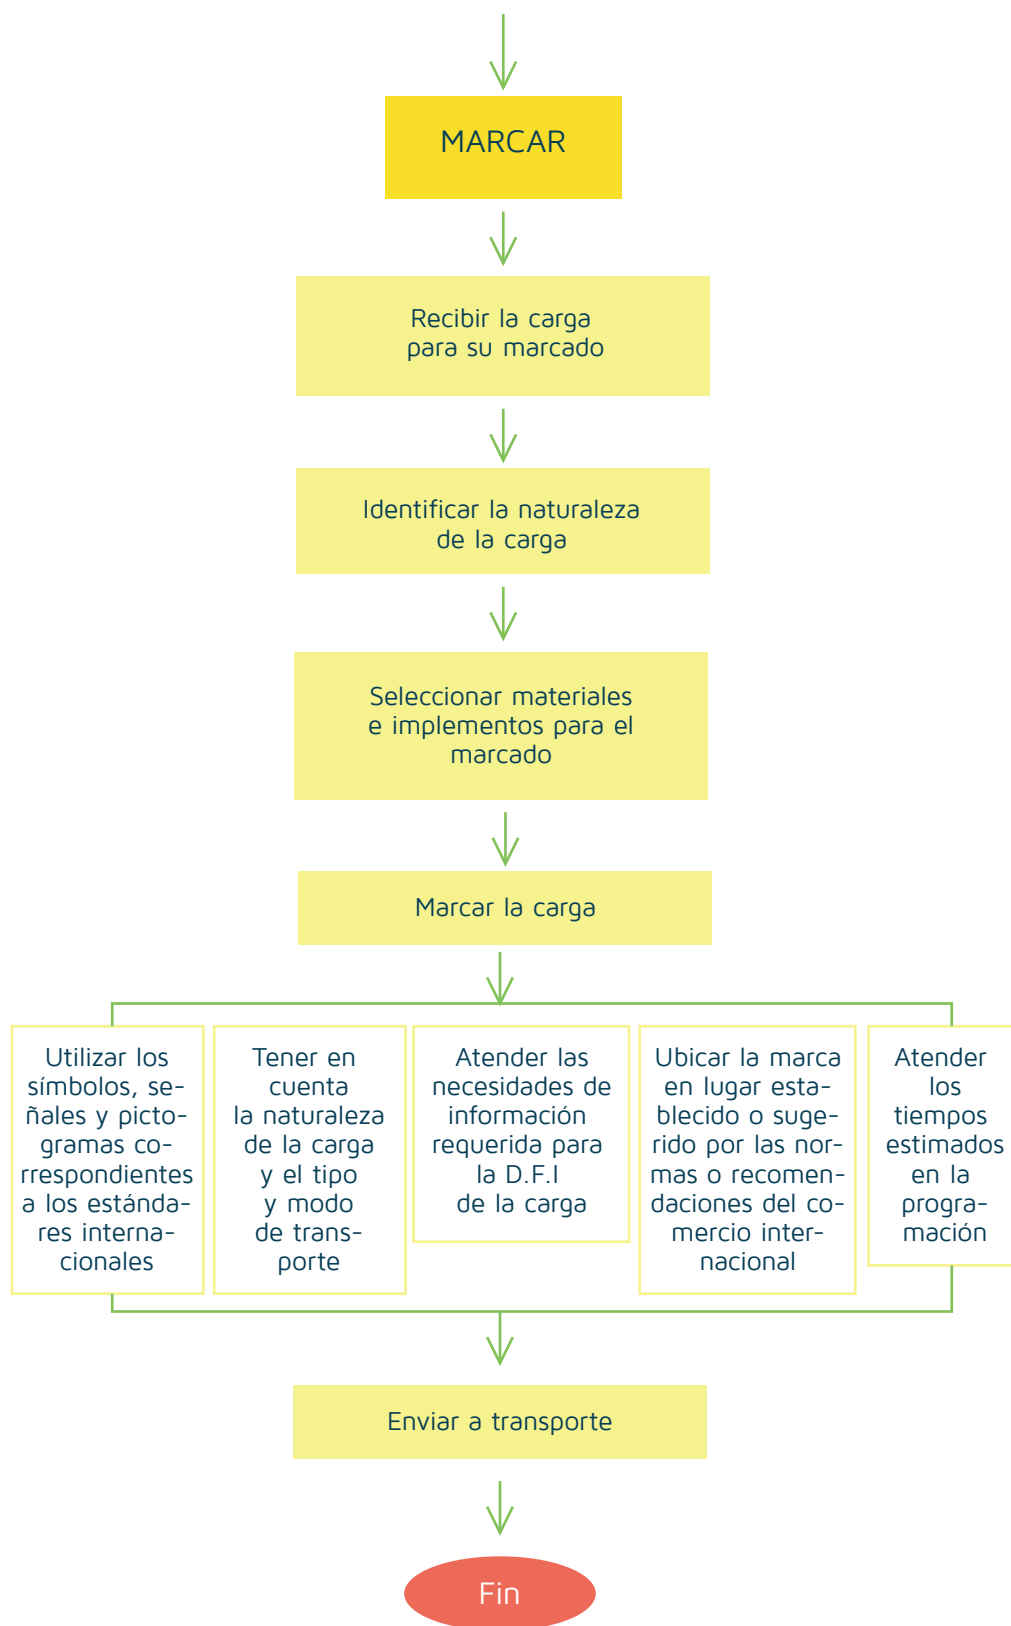 MARCAR
Recibir la carga
para su marcado
Identificar la naturaleza
de la carga
Seleccionar materiales
e implementos para el
marcado
Marcar la carga
Utilizar los
símbolos, se-
ñales y picto-
gramas co-
rrespondientes
a los estánda-
res interna-
cionales
Tener en
cuenta
la naturaleza
de la carga
y el tipo
y modo
de trans-
porte
Atender las
necesidades de
información
requerida para
la D.F.I
de la carga
Ubicar la marca
en lugar esta-
blecido o suge-
rido por las nor-
mas o recomen-
daciones del co-
mercio inter-
nacional
Atender
los
tiempos
estimados
en la
progra-
mación
Enviar a transporte
Fin